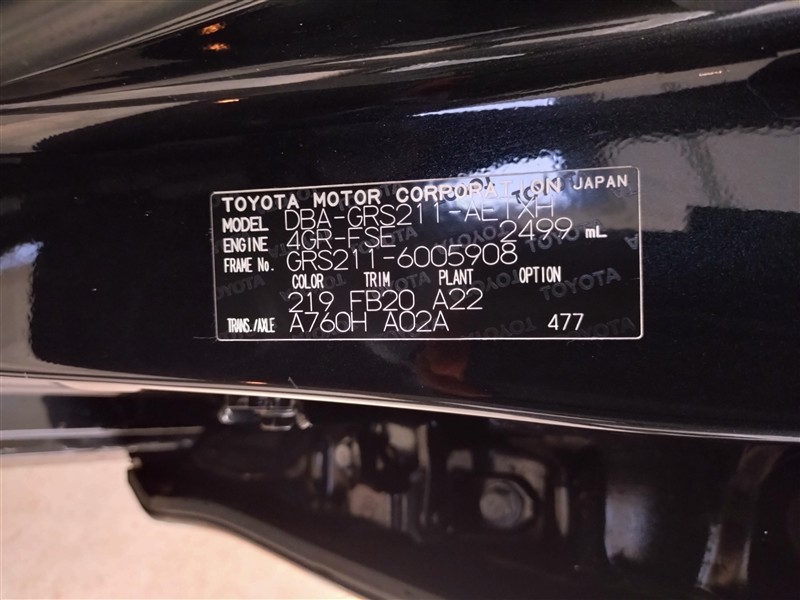 TOYOTA MOTOR CORPORATION JAPAN
MODEL DBA-GRS211-AETXH
ENGINE 4GR-FSE 2499 mL
FRAME No. GRS211-6005908
COLOR TRIM PLANT OPTION
219 FB20 A22
TRANS./AXLE A760H A02A 477